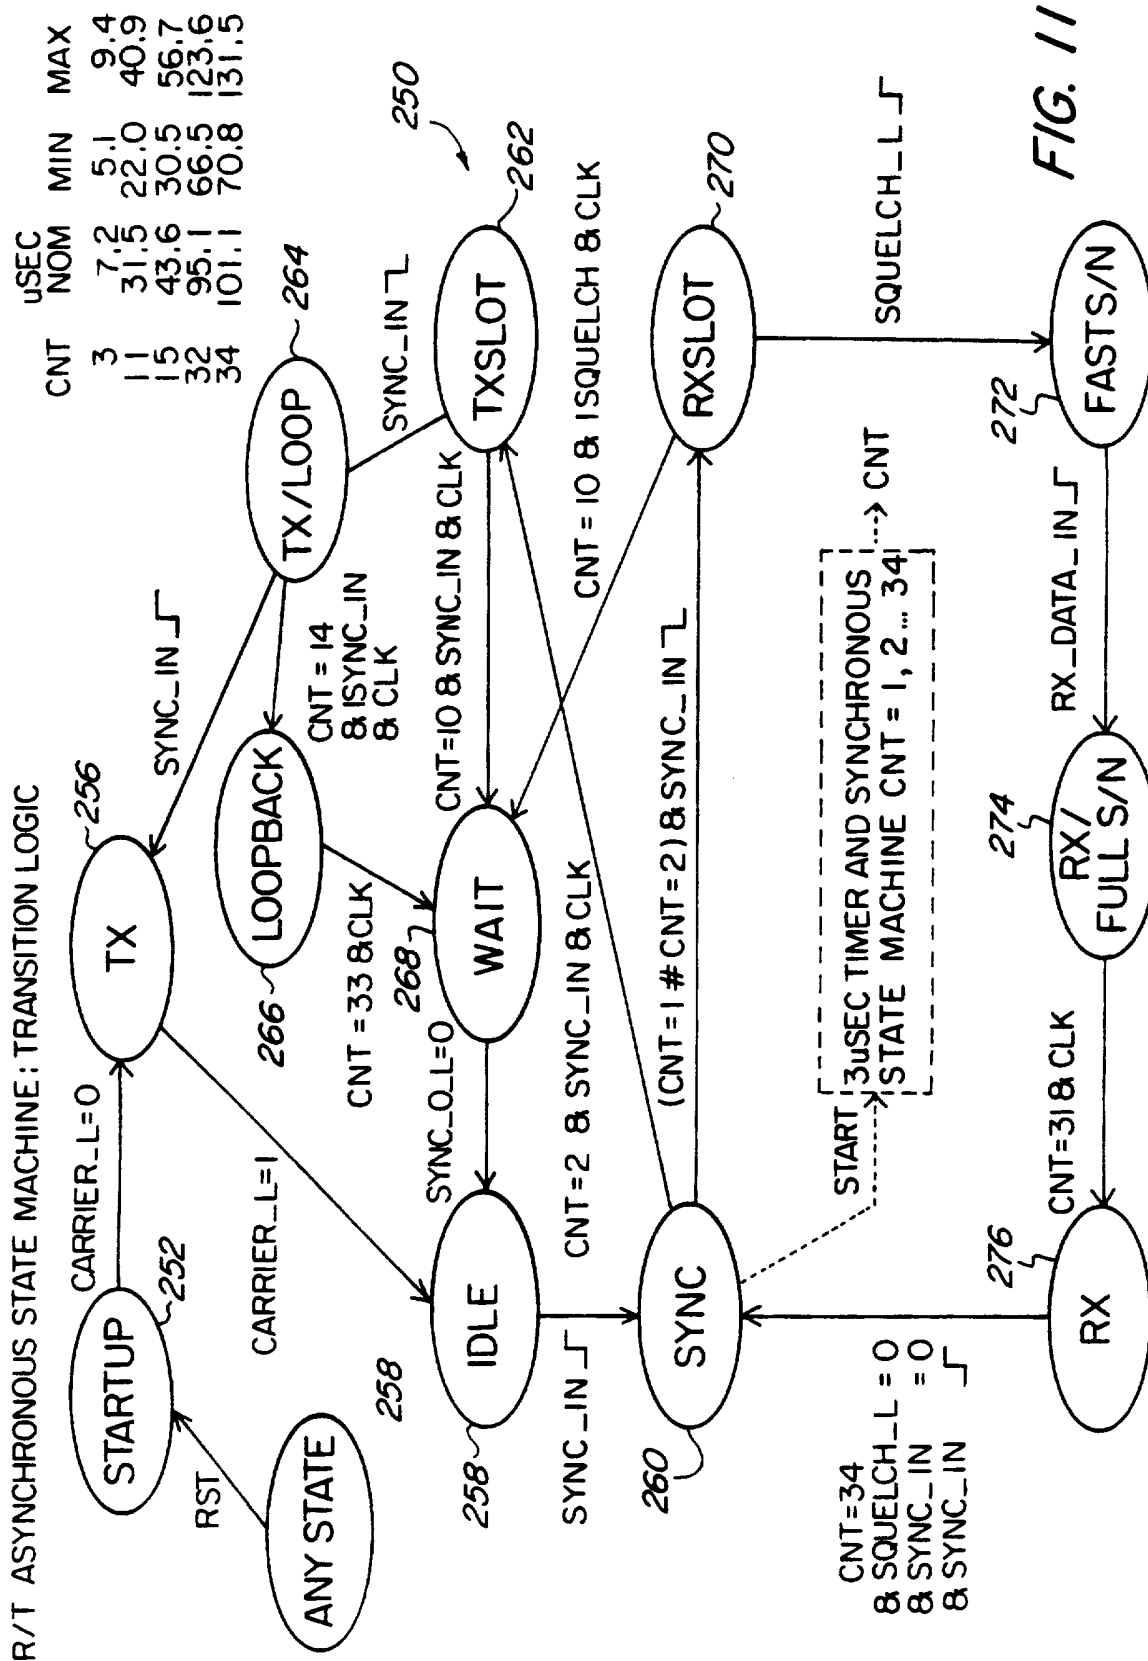 R/T ASYNCHRONOUS STATE MACHINE: TRANSITION LOGIC
uSEC
CNT NOM MIN MAX
3 7.2 5.1 9.4
11 31.5 22.0 40.9
15 43.6 30.5 56.7
32 95.1 66.5 123.6
34 101.1 70.8 131.5
STARTUP
252
CARRIER_L=0
TX
256
SYNC_IN
TX/LOOP
264
RST
ANY STATE
CARRIER_L=1
LOOPBACK
266
CNT = 14
& ISYNC_IN
& CLK
SYNC_IN
250
CNT = 33 & CLK
268
258
IDLE
258
SYNC_O_L=0
WAIT
CNT=10 & SYNC_IN & CLK
TXSLOT
262
SYNC_IN
CNT=2 & SYNC_IN & CLK
CNT = 10 & ISQUELCH & CLK
SYNC
260
(CNT=1 # CNT=2) & SYNC_IN
RXSLOT
270
START
3uSEC TIMER AND SYNCHRONOUS
STATE MACHINE CNT = 1, 2... 34
CNT
SQUELCH_L
CNT=34
& SQUELCH_L = 0
& SYNC_IN = 0
& SYNC_IN
RX
276
CNT=31 & CLK
RX/
FULL S/N
274
RX_DATA_IN
FASTS/N
272
FIG. 11